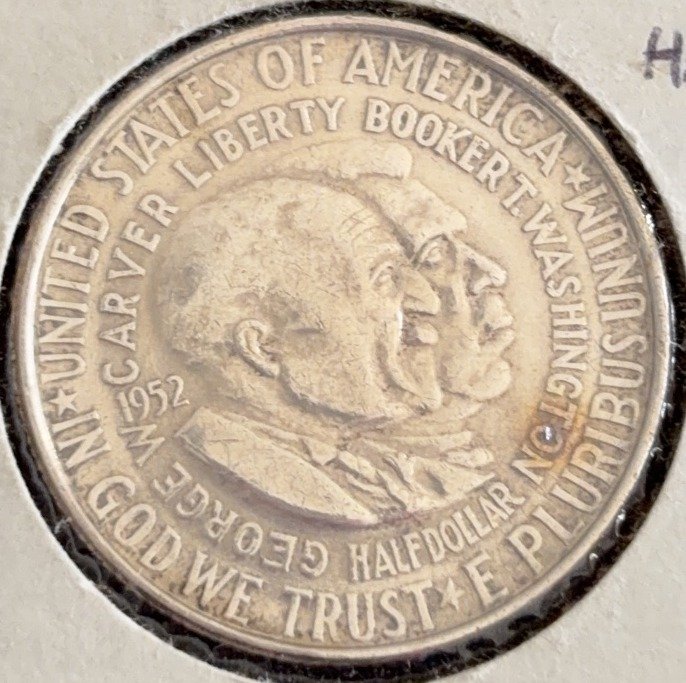 UNITED STATES OF AMERICA
★ E PLURIBUS UNUM ★
IN GOD WE TRUST ★
GEORGE W. CARVER LIBERTY BOOKER T. WASHINGTON
1952
HALF DOLLAR